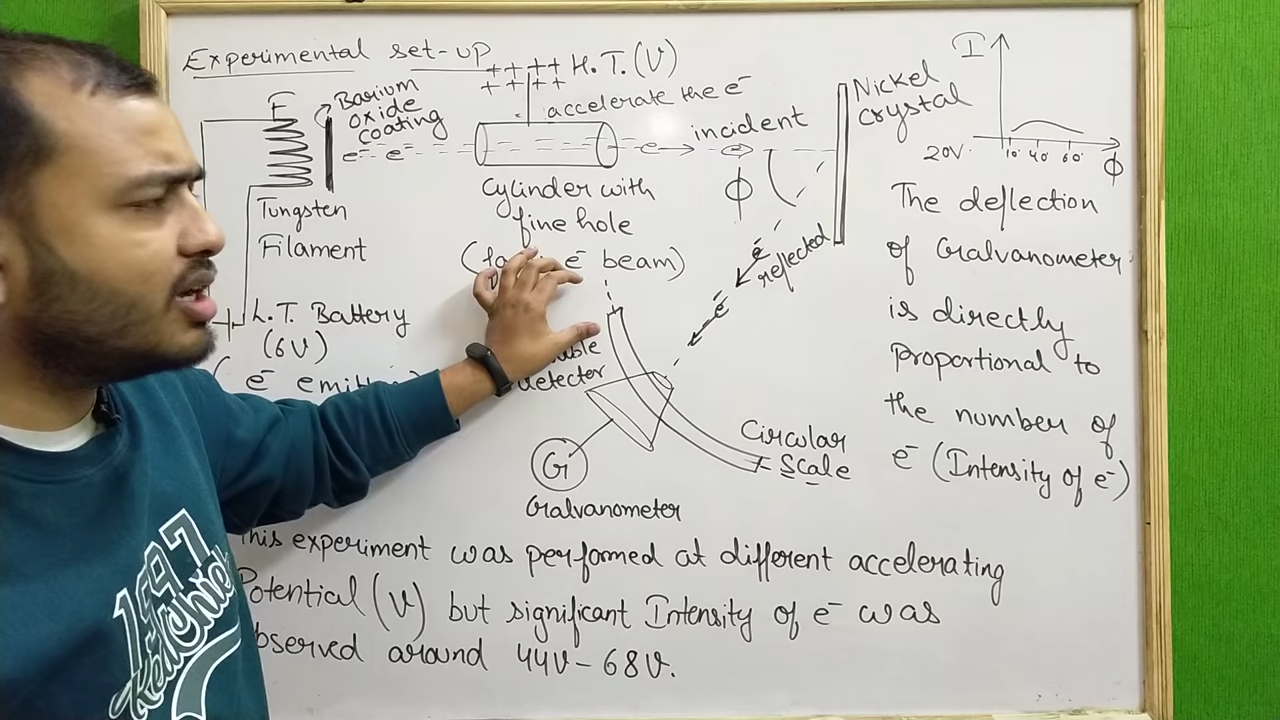 Experimental set-up
++ ++ H.T.(V)
++ ++
accelerate the e⁻
F
Barium
oxide
coating
e⁻ e⁻
e⁻
incident
e⁻
Nickel
crystal
I
20V
10 40 60
Φ
Tungsten
Filament
Cylinder with
fine hole
e⁻ beam)
Φ
e⁻
reflected
e⁻
L.T. Battery
(6V)
(e⁻
detector
G
Galvanometer
Circular
Scale
The deflection
of Galvanometer
is directly
proportional to
the number of
e⁻ (Intensity of e⁻)
This experiment was performed at different accelerating
Potential (V) but significant Intensity of e⁻ was
observed around 44V - 68V.
1997